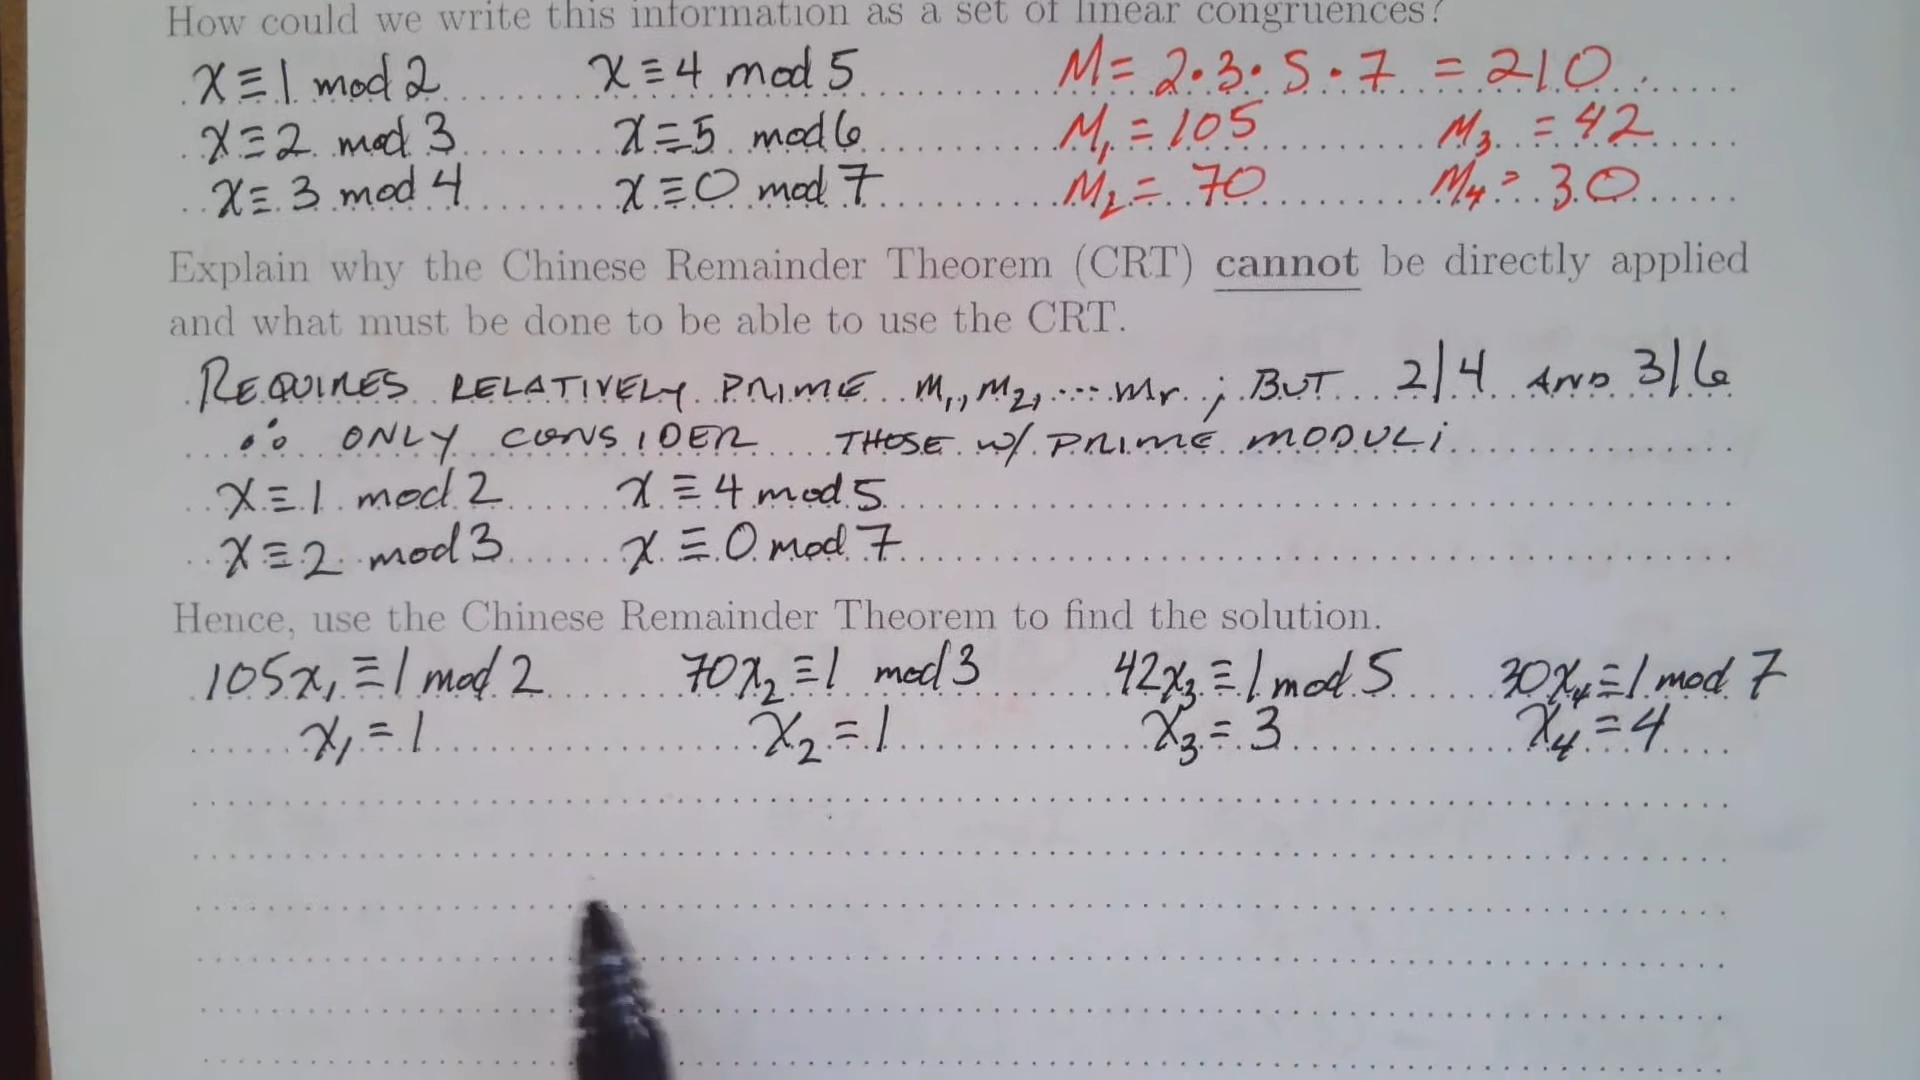 How could we write this information as a set of linear congruences?
x ≡ 1 mod 2 x ≡ 4 mod 5 M = 2·3·5·7 = 210
x ≡ 2 mod 3 x ≡ 5 mod 6 M₁ = 105 M₃ = 42
x ≡ 3 mod 4 x ≡ 0 mod 7 M₂ = 70 M₄ = 30
Explain why the Chinese Remainder Theorem (CRT) cannot be directly applied
and what must be done to be able to use the CRT.
REQUIRES RELATIVELY PRIME m₁, m₂, ... mᵣ ; BUT 2|4 AND 3|6
∴ ONLY CONSIDER THOSE w/ PRIME MODULI
x ≡ 1 mod 2 x ≡ 4 mod 5
x ≡ 2 mod 3 x ≡ 0 mod 7
Hence, use the Chinese Remainder Theorem to find the solution.
105x₁ ≡ 1 mod 2 70x₂ ≡ 1 mod 3 42x₃ ≡ 1 mod 5 30x₄ ≡ 1 mod 7
x₁ = 1 x₂ = 1 x₃ = 3 x₄ = 4